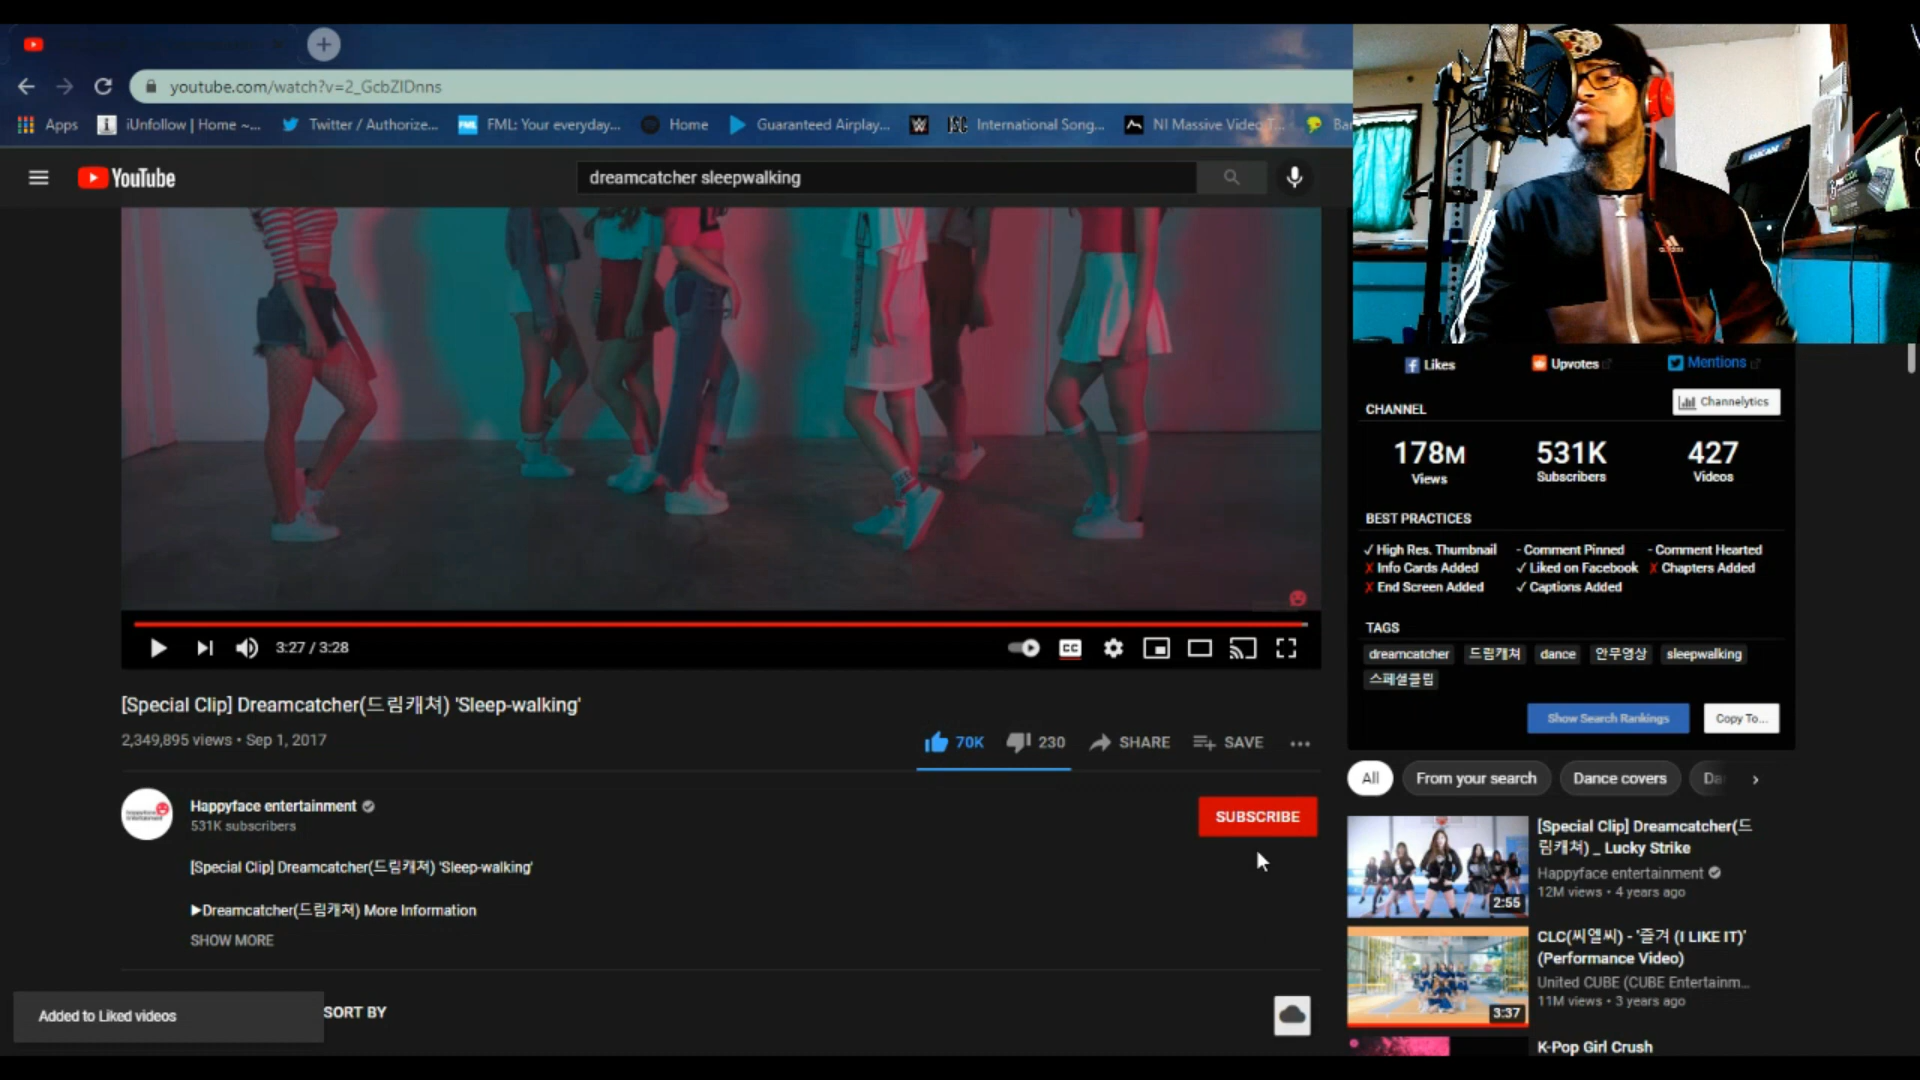 youtube.com/watch?v=2_GcbZIDnns
Apps
iUnfollow | Home ~...
Twitter / Authorize...
FML: Your everyday...
Home
Guaranteed Airplay...
International Song...
NI Massive Video T...
YouTube
dreamcatcher sleepwalking
3:27 / 3:28
CC
[Special Clip] Dreamcatcher(드림캐쳐) 'Sleep-walking'
2,349,895 views • Sep 1, 2017
70K
230
SHARE
SAVE
Happyface entertainment
531K subscribers
SUBSCRIBE
[Special Clip] Dreamcatcher(드림캐쳐) 'Sleep-walking'
▶Dreamcatcher(드림캐쳐) More Information
SHOW MORE
Added to Liked videos
SORT BY
Likes
Upvotes
Mentions
CHANNEL
Channelytics
178M
Views
531K
Subscribers
427
Videos
BEST PRACTICES
✓ High Res. Thumbnail - Comment Pinned - Comment Hearted
✗ Info Cards Added ✓ Liked on Facebook ✗ Chapters Added
✗ End Screen Added ✓ Captions Added
TAGS
dreamcatcher 드림캐쳐 dance 안무영상 sleepwalking
스페셜클립
Show Search Rankings
Copy To...
All
From your search
Dance covers
Da
[Special Clip] Dreamcatcher(드
림캐쳐) _ Lucky Strike
Happyface entertainment
12M views • 4 years ago
2:55
CLC(씨엘씨) - '즐겨 (I LIKE IT)'
(Performance Video)
United CUBE (CUBE Entertainm...
11M views • 3 years ago
3:37
K-Pop Girl Crush
adidas